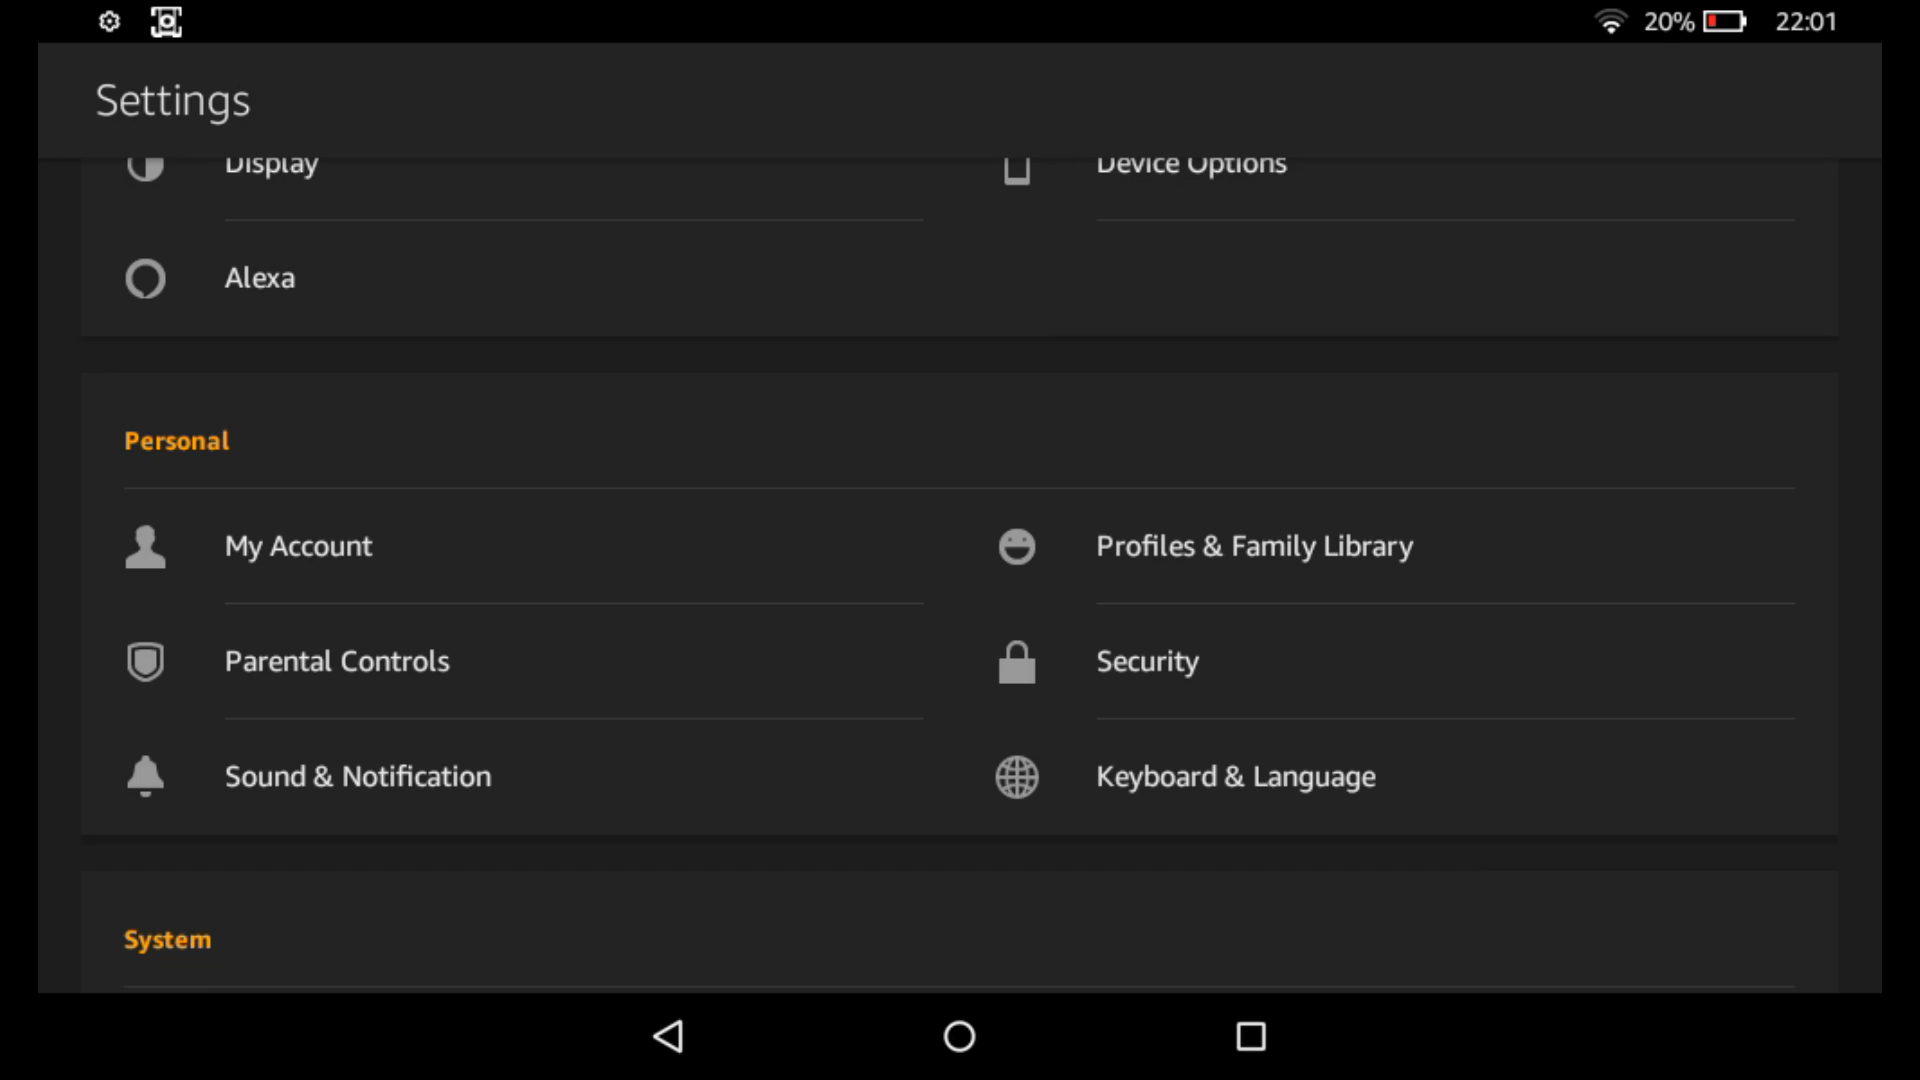 20% 22:01
Settings
Display Device Options
Alexa
Personal
My Account Profiles & Family Library
Parental Controls Security
Sound & Notification Keyboard & Language
System